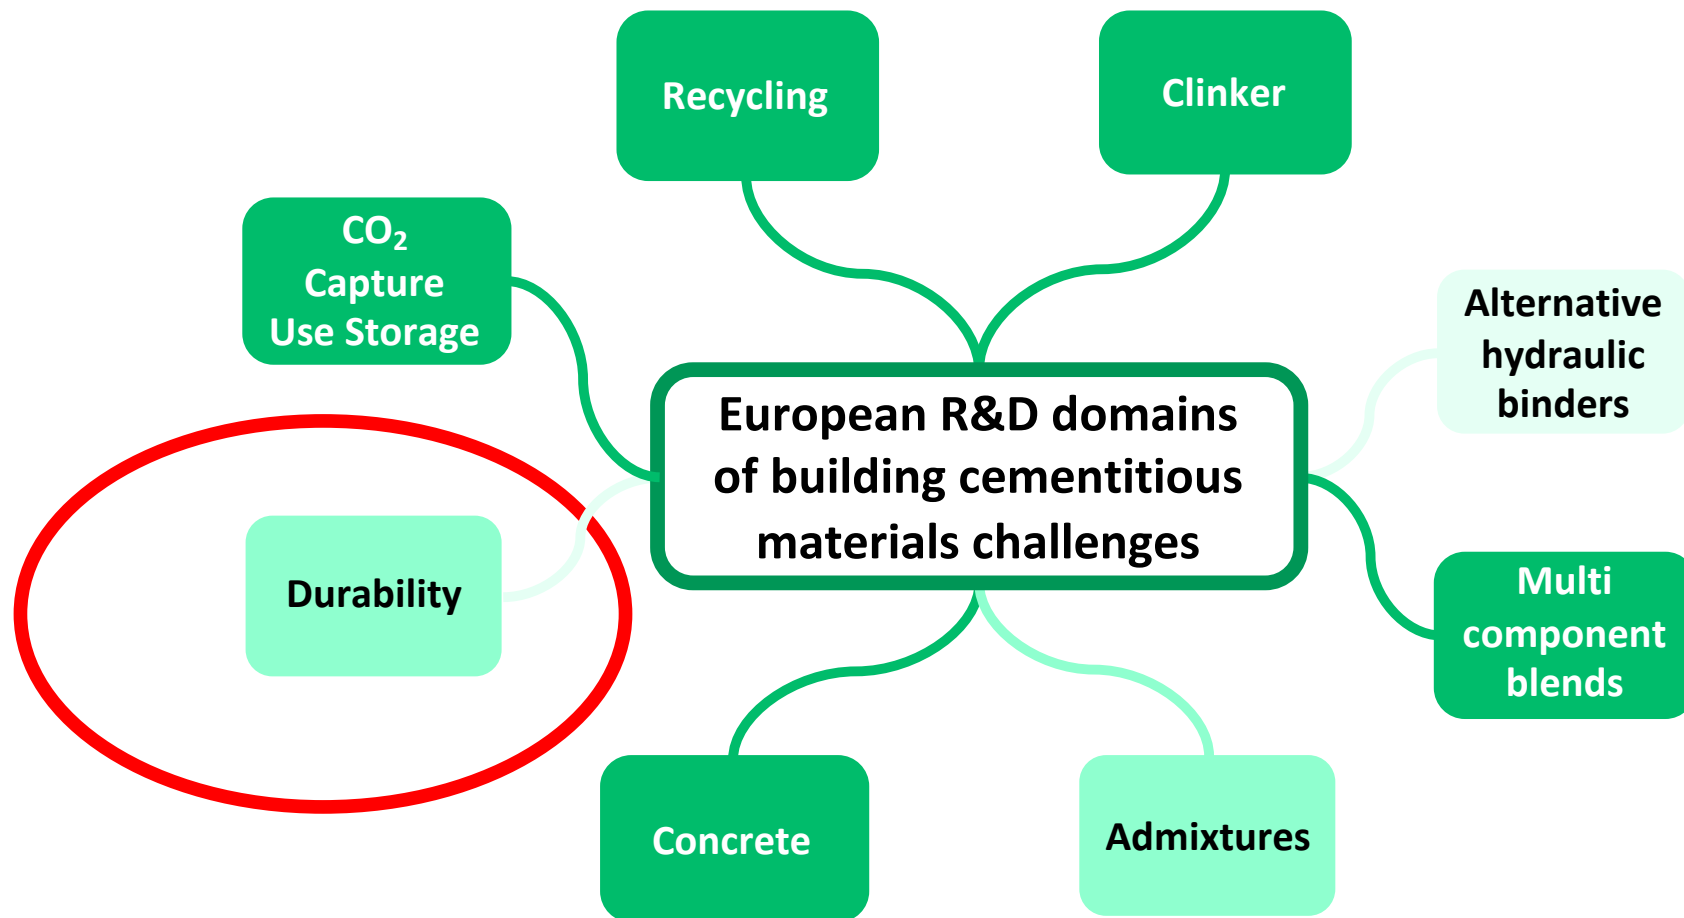 Recycling
Clinker
CO₂
Capture
Use Storage
Alternative
hydraulic
binders
European R&D domains
of building cementitious
materials challenges
Durability
Multi
component
blends
Concrete
Admixtures